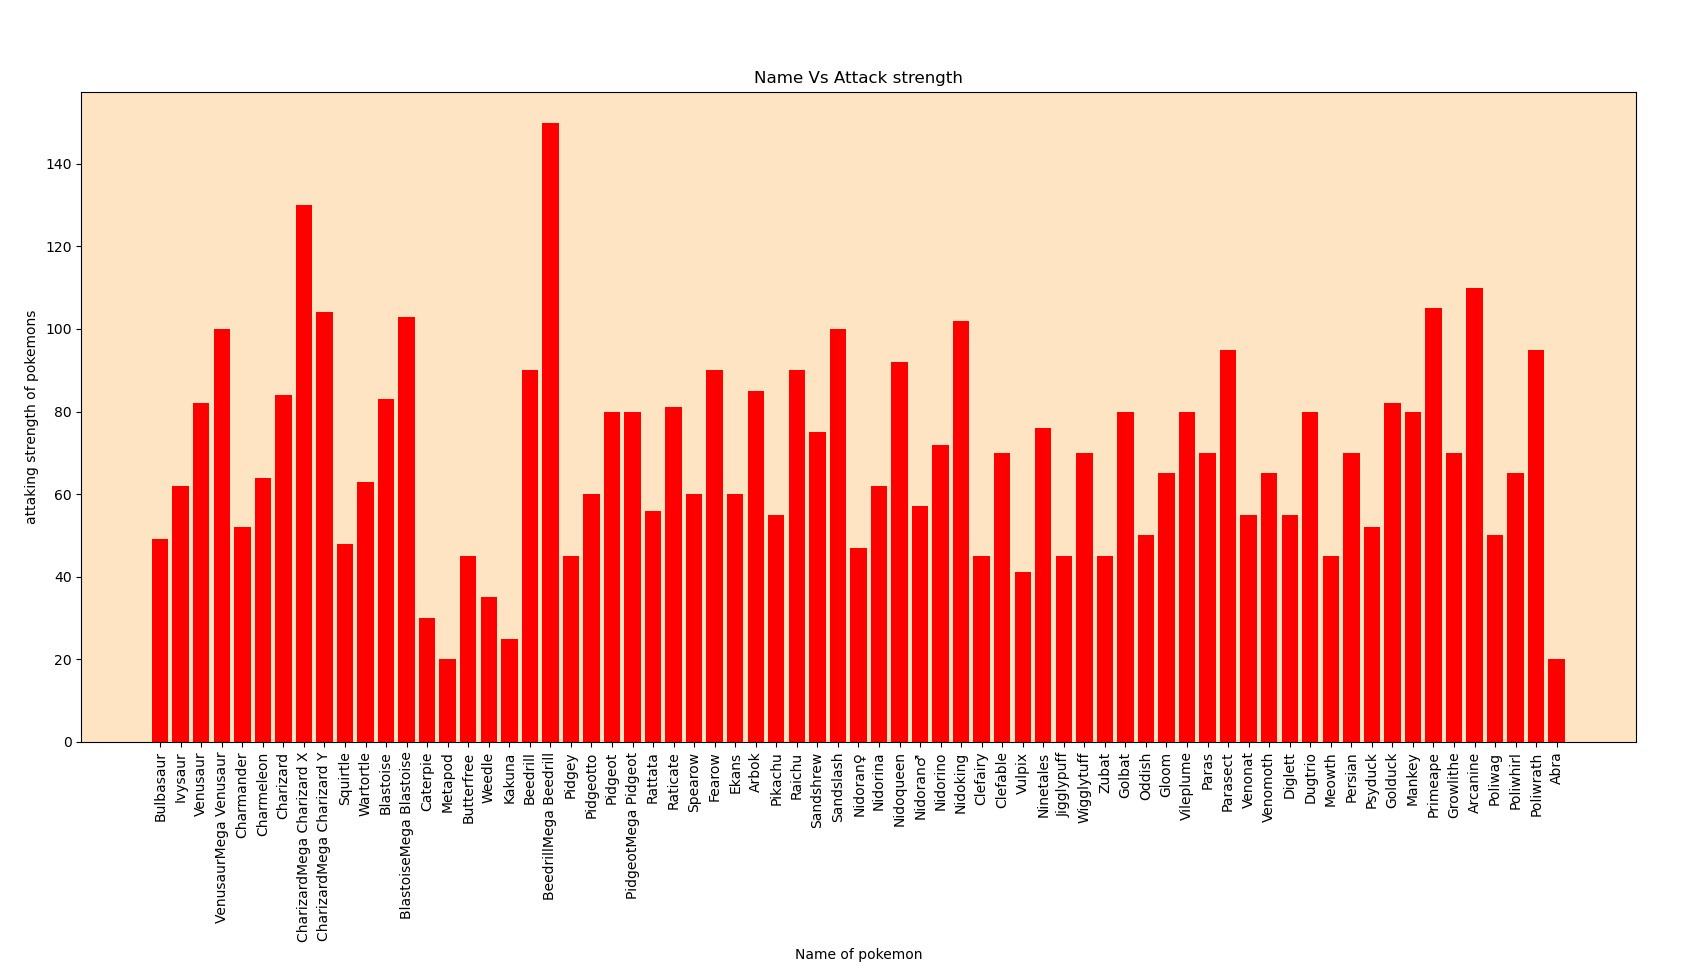 Name Vs Attack strength
attaking strength of pokemons
140
120
100
80
60
40
20
0
Bulbasaur
Ivysaur
Venusaur
VenusaurMega Venusaur
Charmander
Charmeleon
Charizard
CharizardMega Charizard X
CharizardMega Charizard Y
Squirtle
Wartortle
Blastoise
BlastoiseMega Blastoise
Caterpie
Metapod
Butterfree
Weedle
Kakuna
Beedrill
BeedrillMega Beedrill
Pidgey
Pidgeotto
Pidgeot
PidgeotMega Pidgeot
Rattata
Raticate
Spearow
Fearow
Ekans
Arbok
Pikachu
Raichu
Sandshrew
Sandslash
Nidoran♀
Nidorina
Nidoqueen
Nidoran♂
Nidorino
Nidoking
Clefairy
Clefable
Vulpix
Ninetales
Jigglypuff
Wigglytuff
Zubat
Golbat
Oddish
Gloom
Vileplume
Paras
Parasect
Venonat
Venomoth
Diglett
Dugtrio
Meowth
Persian
Psyduck
Golduck
Mankey
Primeape
Growlithe
Arcanine
Poliwag
Poliwhirl
Poliwrath
Abra
Name of pokemon